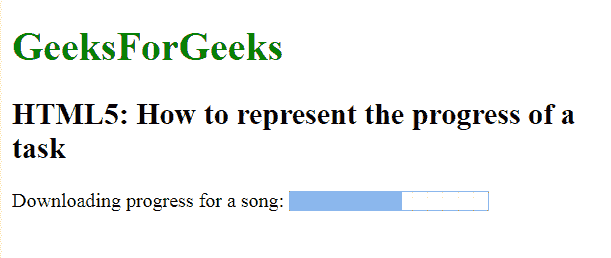 GeeksForGeeks
HTML5: How to represent the progress of a
task
Downloading progress for a song: